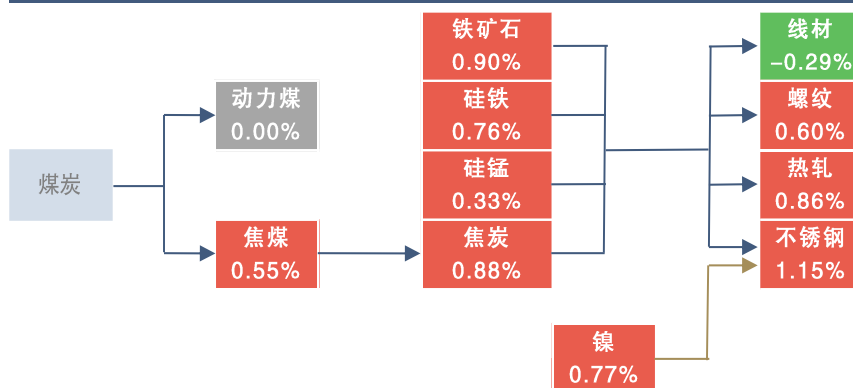 铁矿石
0.90%
线材
-0.29%
动力煤
0.00%
硅铁
0.76%
螺纹
0.60%
煤炭
硅锰
0.33%
热轧
0.86%
焦煤
0.55%
焦炭
0.88%
不锈钢
1.15%
镍
0.77%